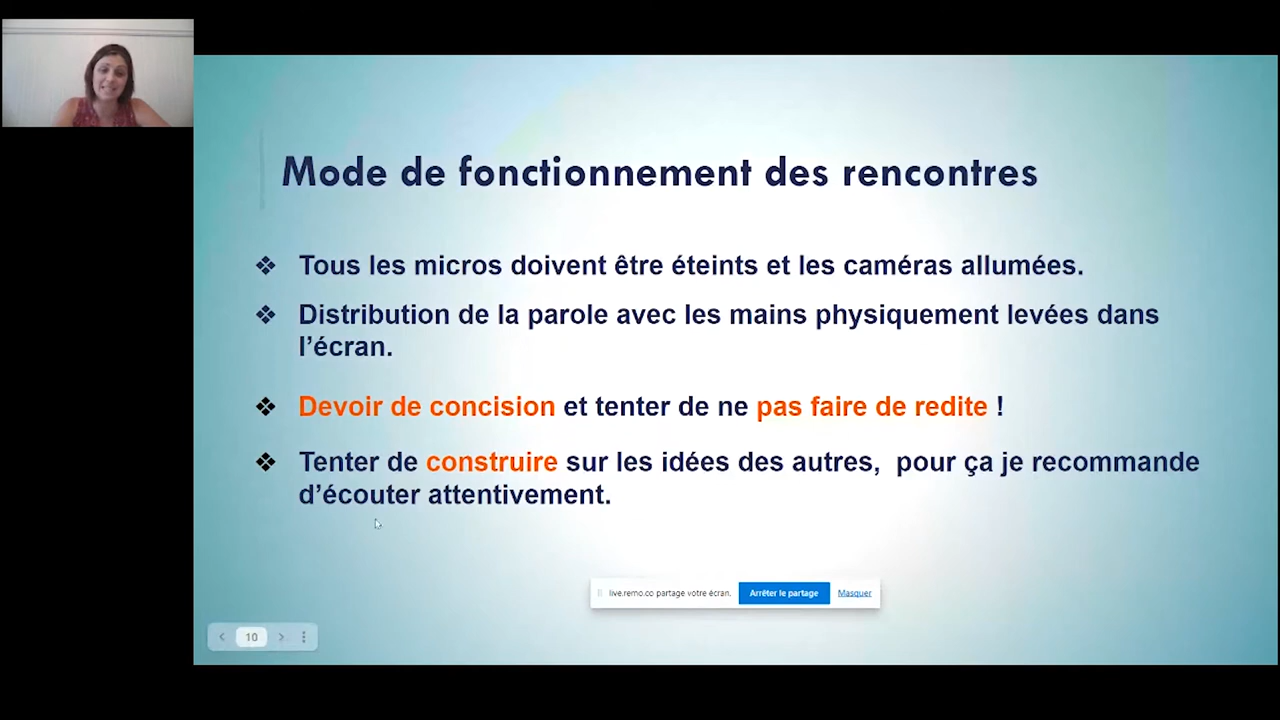 Mode de fonctionnement des rencontres
❖ Tous les micros doivent être éteints et les caméras allumées.
❖ Distribution de la parole avec les mains physiquement levées dans
l’écran.
❖ Devoir de concision et tenter de ne pas faire de redite !
❖ Tenter de construire sur les idées des autres, pour ça je recommande
d’écouter attentivement.
live.remo.co partage votre écran. Arrêter le partage Masquer
10